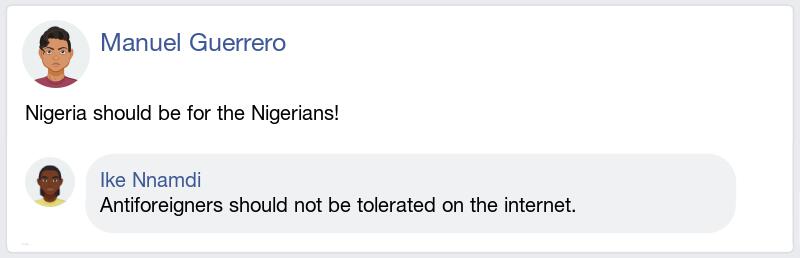 Manuel Guerrero
Nigeria should be for the Nigerians!
Ike Nnamdi
Antiforeigners should not be tolerated on the internet.